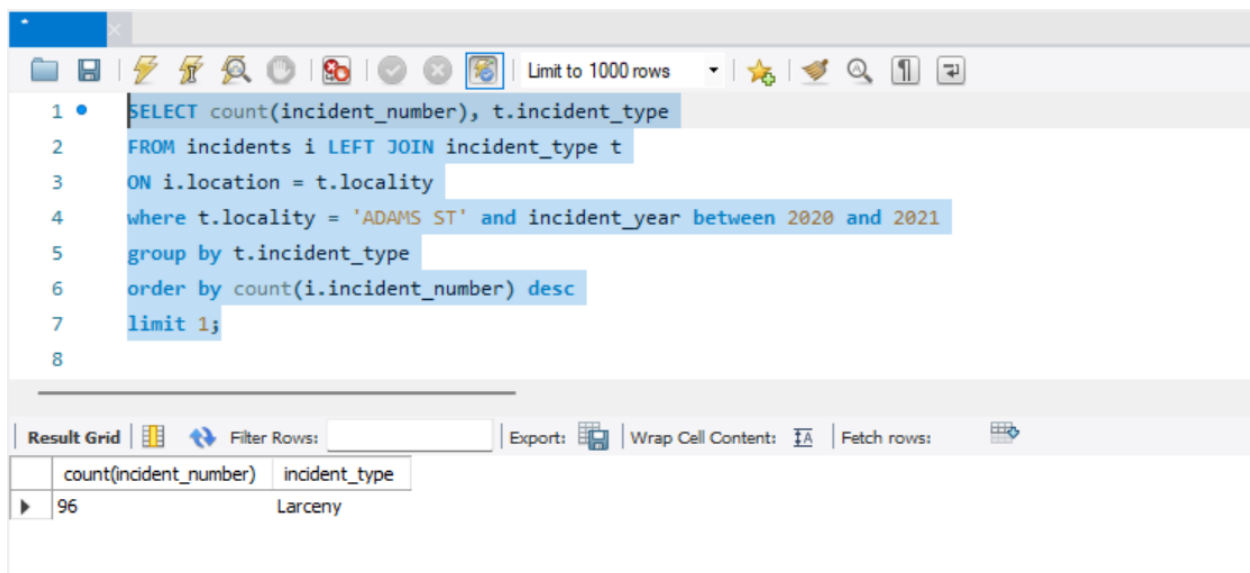 Limit to 1000 rows
1 SELECT count(incident_number), t.incident_type
2 FROM incidents i LEFT JOIN incident_type t
3 ON i.location = t.locality
4 where t.locality = 'ADAMS ST' and incident_year between 2020 and 2021
5 group by t.incident_type
6 order by count(i.incident_number) desc
7 limit 1;
8
Result Grid Filter Rows: Export: Wrap Cell Content: Fetch rows:
count(incident_number) incident_type
96 Larceny